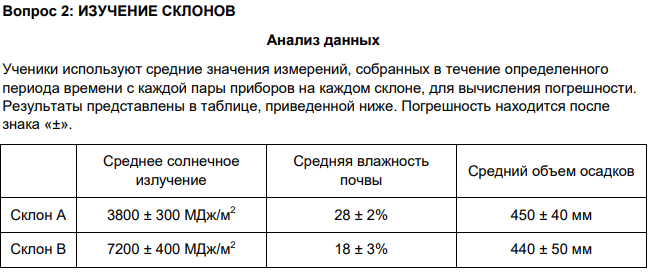 Вопрос 2: ИЗУЧЕНИЕ СКЛОНОВ
Анализ данных
Ученики используют средние значения измерений, собранных в течение определенного
периода времени с каждой пары приборов на каждом склоне, для вычисления погрешности.
Результаты представлены в таблице, приведенной ниже. Погрешность находится после
знака «±».
Среднее солнечное излучение Средняя влажность почвы Средний объем осадков
Склон А 3800 ± 300 МДж/м² 28 ± 2% 450 ± 40 мм
Склон В 7200 ± 400 МДж/м² 18 ± 3% 440 ± 50 мм